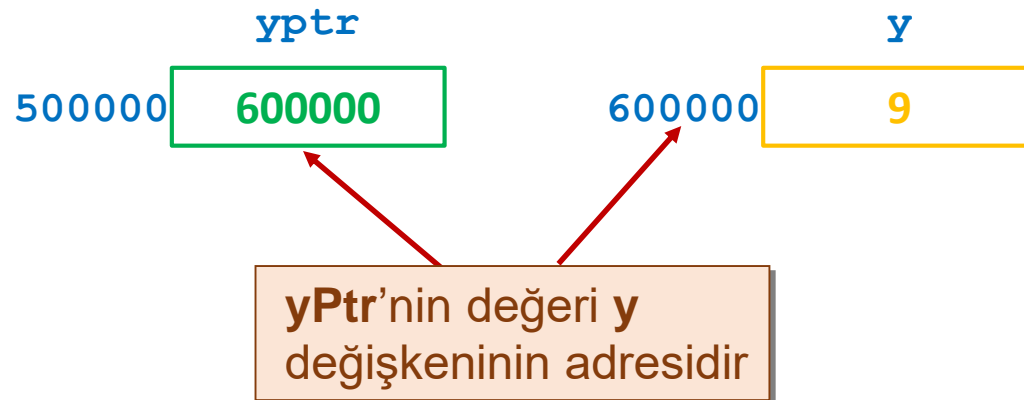 yptr y
500000 600000 600000 9
yPtr’nin değeri y
değişkeninin adresidir